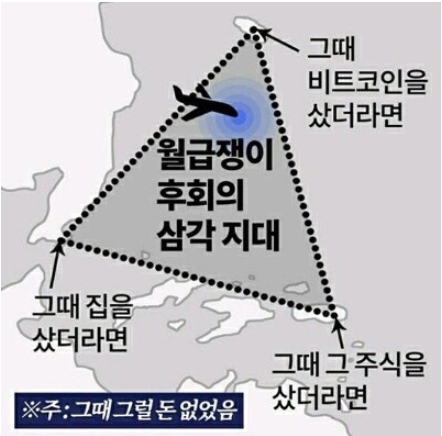 그때
비트코인을
샀더라면
월급쟁이
후회의
삼각 지대
그때 집을
샀더라면
그때 그 주식을
샀더라면
※주 : 그때 그럴 돈 없었음